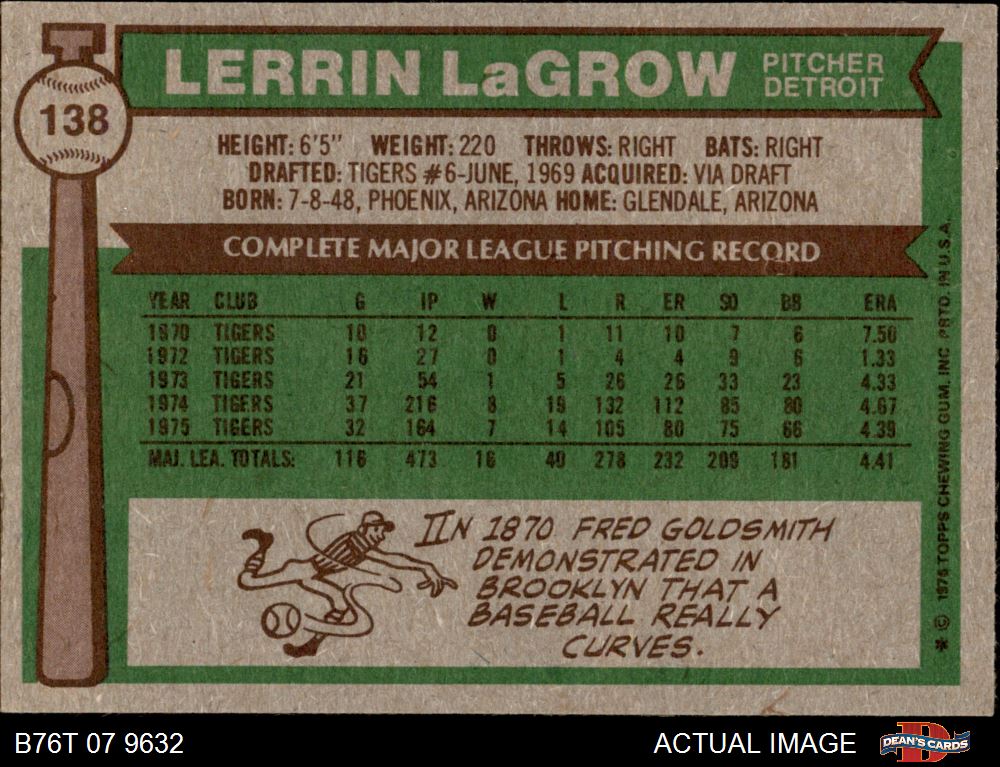 138
LERRIN LaGROW
PITCHER
DETROIT
HEIGHT: 6'5" WEIGHT: 220 THROWS: RIGHT BATS: RIGHT
DRAFTED: TIGERS #6-JUNE, 1969 ACQUIRED: VIA DRAFT
BORN: 7-8-48, PHOENIX, ARIZONA HOME: GLENDALE, ARIZONA
COMPLETE MAJOR LEAGUE PITCHING RECORD
YEAR CLUB G IP W L R ER SO BB ERA
1970 TIGERS 10 12 0 1 11 10 7 6 7.50
1972 TIGERS 16 27 0 1 4 4 9 6 1.33
1973 TIGERS 21 54 1 5 26 26 33 23 4.33
1974 TIGERS 37 216 8 19 132 112 85 80 4.67
1975 TIGERS 32 164 7 14 105 80 75 66 4.39
MAJ. LEA. TOTALS: 116 473 16 40 278 232 209 181 4.41
IN 1870 FRED GOLDSMITH
DEMONSTRATED IN
BROOKLYN THAT A
BASEBALL REALLY
CURVES.
* © 1976 TOPPS CHEWING GUM, INC. PRTD. IN U.S.A.
B76T 07 9632
ACTUAL IMAGE
D
DEAN'S CARDS